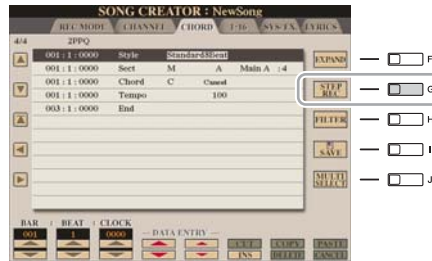 SONG CREATOR : NewSong
REC MODE CHANNEL CHORD 1-16 SYS/EX. LYRICS
4/4 2PPQ
001 : 1 : 0000 Style Standard8Beat
001 : 1 : 0000 Sect M A Main A : 4
001 : 1 : 0000 Chord C Cancel
001 : 1 : 0000 Tempo 100
003 : 1 : 0000 End
EXPAND F
STEP REC G
FILTER H
SAVE I
MULTI SELECT J
BAR / BEAT / CLOCK
001 1 0000 DATA ENTRY CUT COPY PASTE
INS DELETE CANCEL